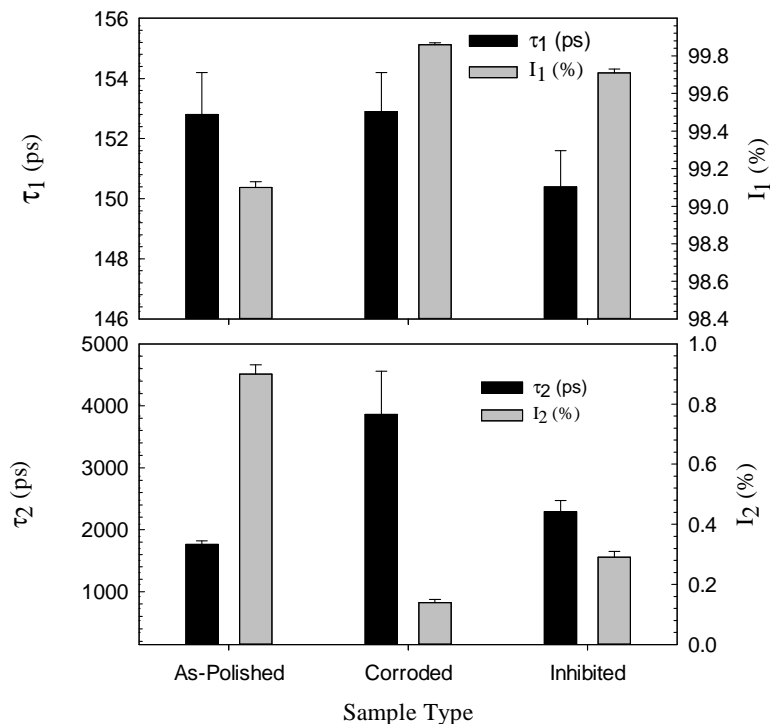 156
154
152
150
148
146
τ1 (ps)
τ1 (ps)
I1 (%)
99.8
99.6
99.4
99.2
99.0
98.8
98.6
98.4
I1 (%)
5000
4000
3000
2000
1000
τ2 (ps)
τ2 (ps)
I2 (%)
1.0
0.8
0.6
0.4
0.2
0.0
I2 (%)
As-Polished Corroded Inhibited
Sample Type